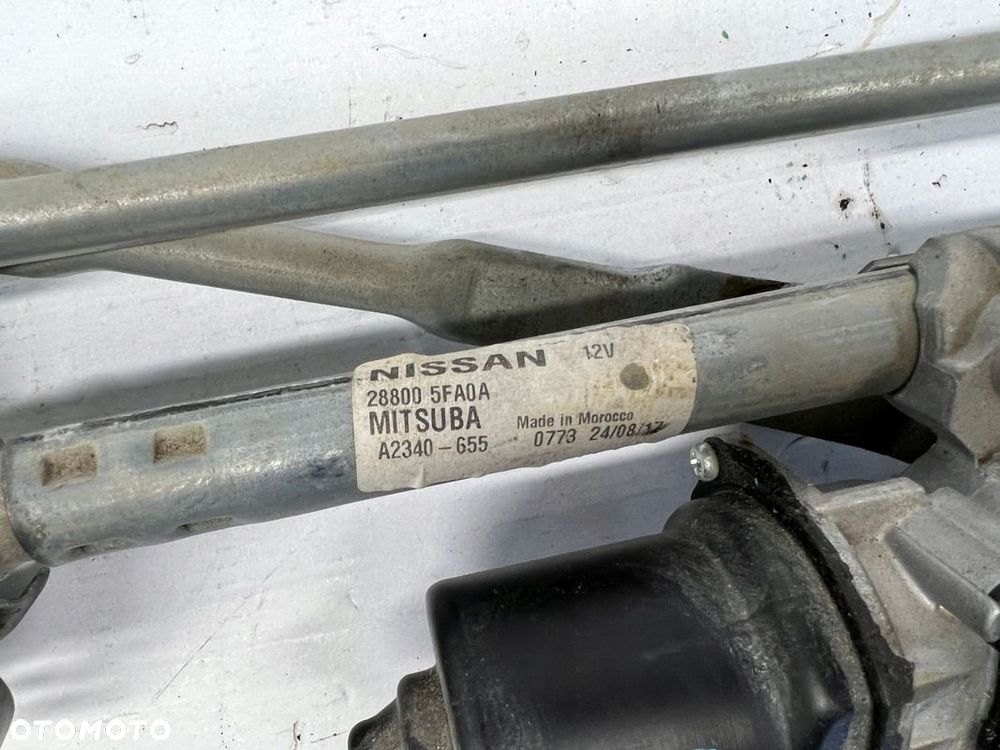 NISSAN 12V
28800 5FA0A
MITSUBA Made in Morocco
A2340-655 0773 24/08/17
OTOMOTO